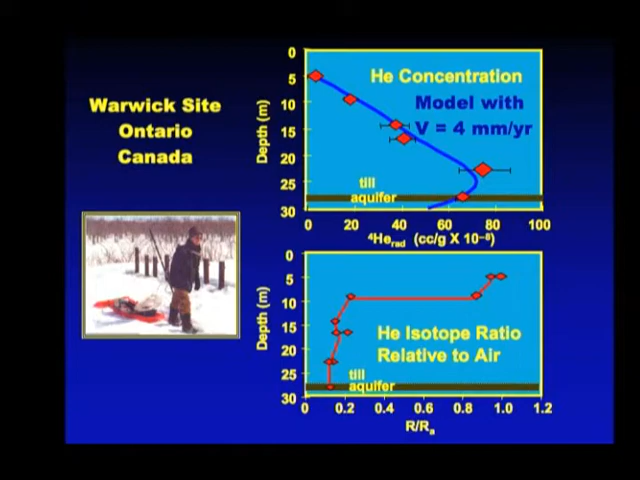 Warwick Site
Ontario
Canada
0
5
10
15
20
25
30
Depth (m)
He Concentration
Model with
V = 4 mm/yr
till
aquifer
0 20 40 60 80 100
⁴Heᵣₐd (cc/g X 10⁻⁸)
0
5
10
15
20
25
30
Depth (m)
He Isotope Ratio
Relative to Air
till
aquifer
0 0.2 0.4 0.6 0.8 1.0 1.2
R/Rₐ